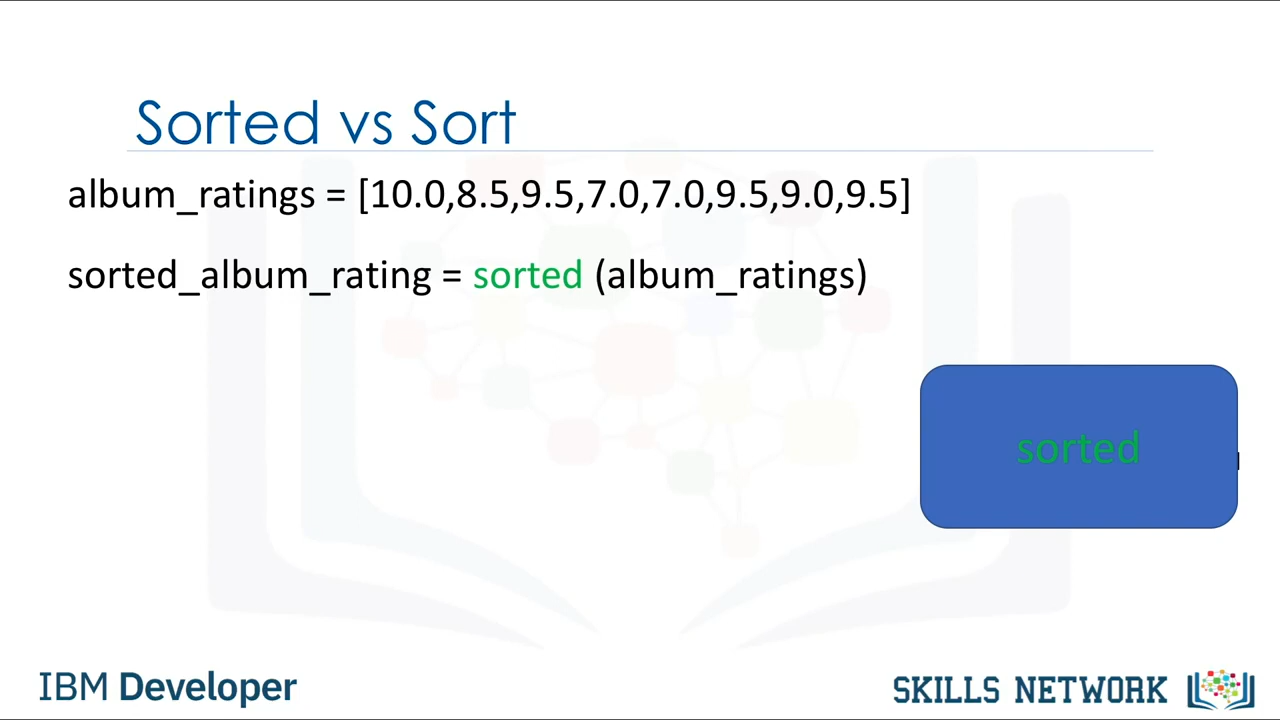 Sorted vs Sort
album_ratings = [10.0,8.5,9.5,7.0,7.0,9.5,9.0,9.5]
sorted_album_rating = sorted (album_ratings)
sorted
IBM Developer
SKILLS NETWORK